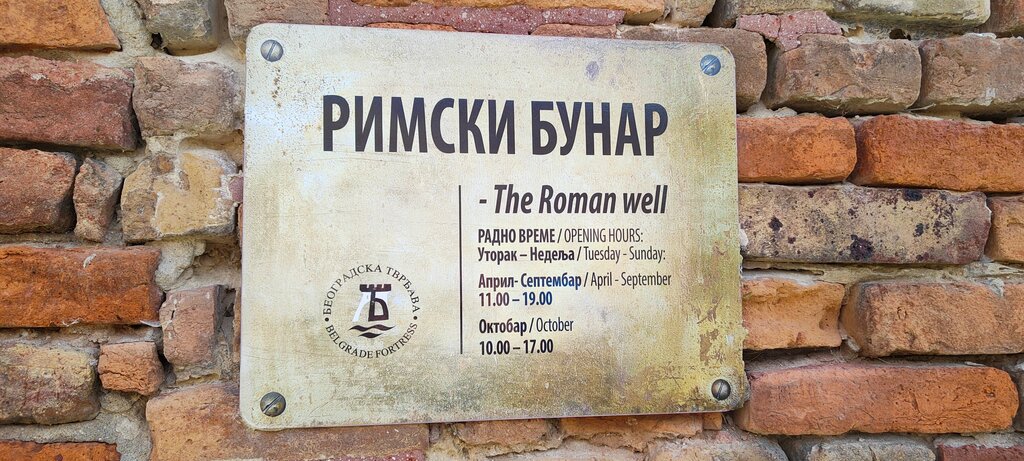 РИМСКИ БУНАР
- The Roman well
РАДНО ВРЕМЕ / OPENING HOURS:
Уторак – Недеља / Tuesday - Sunday:
Април- Септембар / April - September
11.00 – 19.00
Октобар / October
10.00 – 17.00
• БЕОГРАДСКА ТВРЂАВА •
BELGRADE FORTRESS
Б